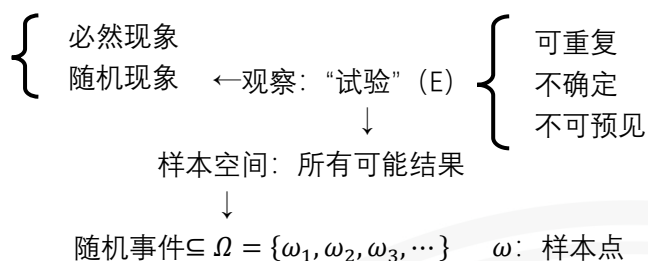 必然现象
随机现象 ←观察：“试验”（E） 可重复
不确定
不可预见
↓
样本空间：所有可能结果
↓
随机事件⊆ Ω = {ω₁, ω₂, ω₃, ⋯} ω：样本点